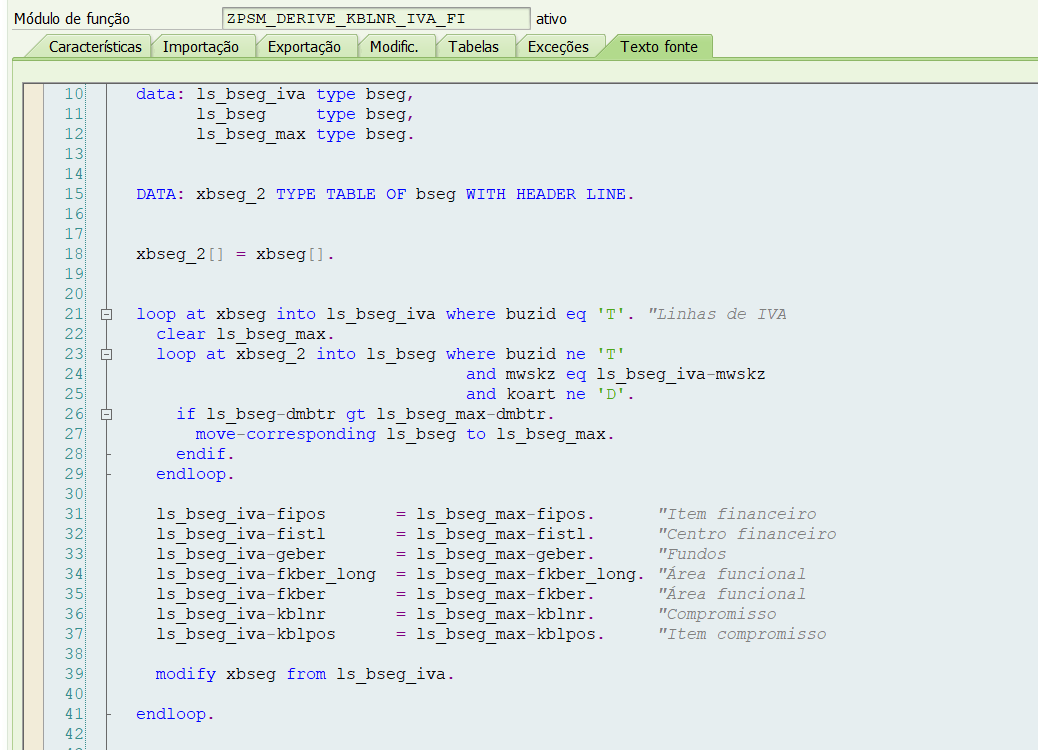 Módulo de função ZPSM_DERIVE_KBLNR_IVA_FI ativo
Características Importação Exportação Modific. Tabelas Exceções Texto fonte
10 data: ls_bseg_iva type bseg,
11 ls_bseg type bseg,
12 ls_bseg_max type bseg.
13
14
15 DATA: xbseg_2 TYPE TABLE OF bseg WITH HEADER LINE.
16
17
18 xbseg_2[] = xbseg[].
19
20
21 loop at xbseg into ls_bseg_iva where buzid eq 'T'. "Linhas de IVA
22 clear ls_bseg_max.
23 loop at xbseg_2 into ls_bseg where buzid ne 'T'
24 and mwskz eq ls_bseg_iva-mwskz
25 and koart ne 'D'.
26 if ls_bseg-dmbtr gt ls_bseg_max-dmbtr.
27 move-corresponding ls_bseg to ls_bseg_max.
28 endif.
29 endloop.
30
31 ls_bseg_iva-fipos = ls_bseg_max-fipos. "Item financeiro
32 ls_bseg_iva-fistl = ls_bseg_max-fistl. "Centro financeiro
33 ls_bseg_iva-geber = ls_bseg_max-geber. "Fundos
34 ls_bseg_iva-fkber_long = ls_bseg_max-fkber_long. "Área funcional
35 ls_bseg_iva-fkber = ls_bseg_max-fkber. "Área funcional
36 ls_bseg_iva-kblnr = ls_bseg_max-kblnr. "Compromisso
37 ls_bseg_iva-kblpos = ls_bseg_max-kblpos. "Item compromisso
38
39 modify xbseg from ls_bseg_iva.
40
41 endloop.
42